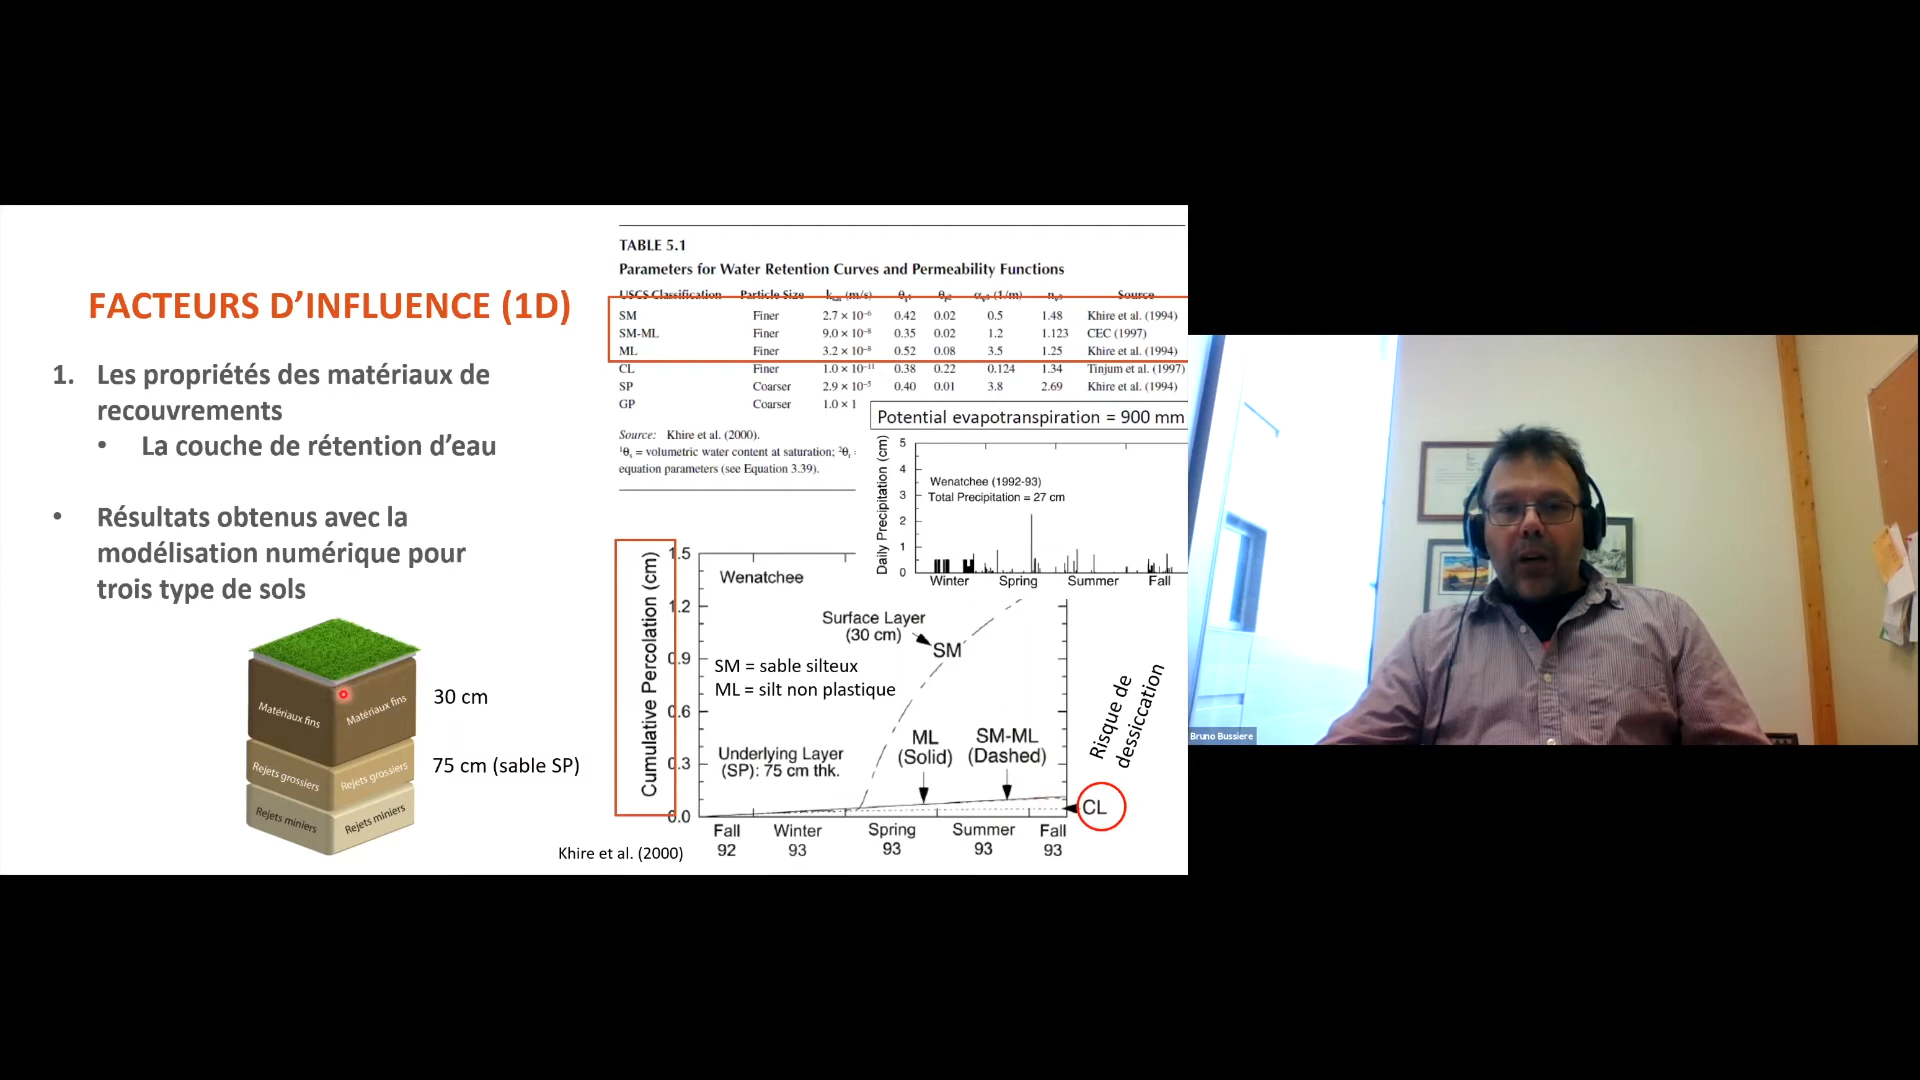 FACTEURS D’INFLUENCE (1D)
1. Les propriétés des matériaux de
recouvrements
• La couche de rétention d’eau
• Résultats obtenus avec la
modélisation numérique pour
trois type de sols
Matériaux fins
Matériaux fins
Rejets grossiers
Rejets grossiers
Rejets miniers
Rejets miniers
30 cm
75 cm (sable SP)
TABLE 5.1
Parameters for Water Retention Curves and Permeability Functions
USCS Classification Particle Size ksat (m/s) θs1 θr2 αv3 (1/m) nv3 Source
SM Finer 2.7 × 10⁻⁶ 0.42 0.02 0.5 1.48 Khire et al. (1994)
SM-ML Finer 9.0 × 10⁻⁸ 0.35 0.02 1.2 1.123 CEC (1997)
ML Finer 3.2 × 10⁻⁸ 0.52 0.08 3.5 1.25 Khire et al. (1994)
CL Finer 1.0 × 10⁻¹¹ 0.38 0.22 0.124 1.34 Tinjum et al. (1997)
SP Coarser 2.9 × 10⁻⁵ 0.40 0.01 3.8 2.69 Khire et al. (1994)
GP Coarser 1.0 × 1
Source: Khire et al. (2000).
¹θs = volumetric water content at saturation; ²θr
equation parameters (see Equation 3.39).
Potential evapotranspiration = 900 mm
Daily Precipitation (cm)
5
4
3
2
1
0
Wenatchee (1992-93)
Total Precipitation = 27 cm
Winter Spring Summer Fall
Cumulative Percolation (cm)
1.5
1.2
0.9
0.6
0.3
0.0
Wenatchee
Surface Layer
(30 cm)
SM
SM = sable silteux
ML = silt non plastique
Underlying Layer
(SP): 75 cm thk.
ML
(Solid)
SM-ML
(Dashed)
CL
Risque de
dessiccation
Fall Winter Spring Summer Fall
92 93 93 93 93
Khire et al. (2000)
Bruno Bussiere